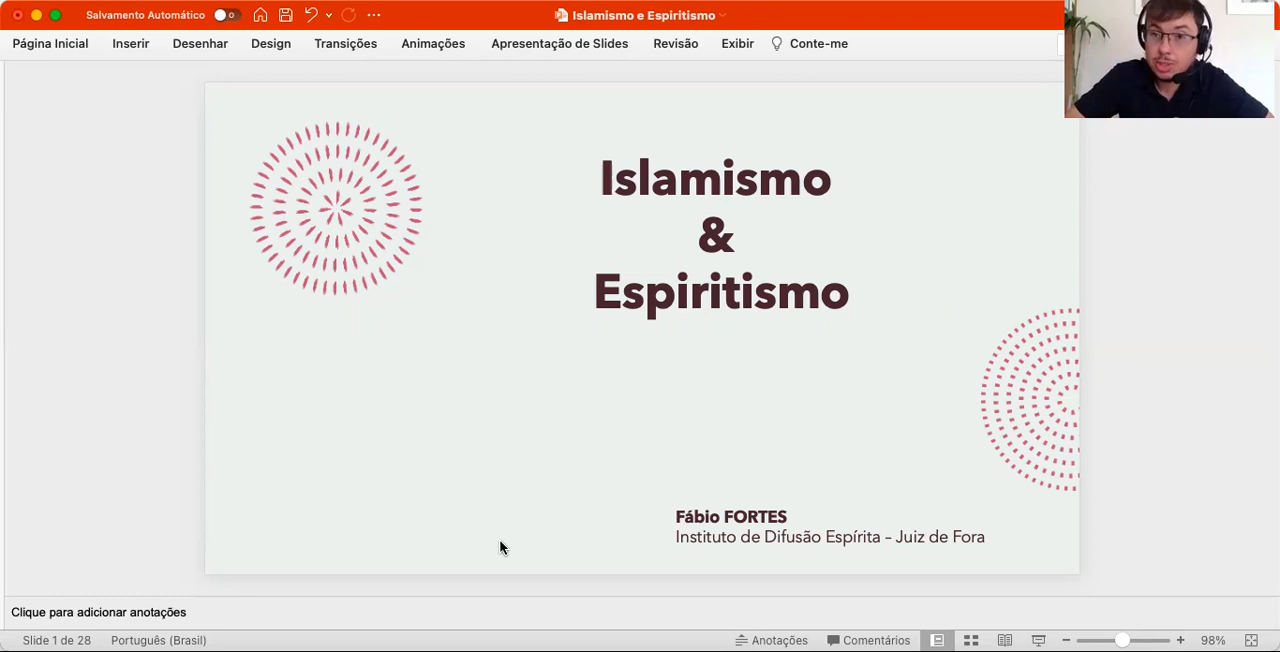 Salvamento Automático 0 Islamismo e Espiritismo
Página Inicial Inserir Desenhar Design Transições Animações Apresentação de Slides Revisão Exibir Conte-me
Islamismo
&
Espiritismo
Fábio FORTES
Instituto de Difusão Espírita – Juiz de Fora
Clique para adicionar anotações
Slide 1 de 28 Português (Brasil) Anotações Comentários 98%